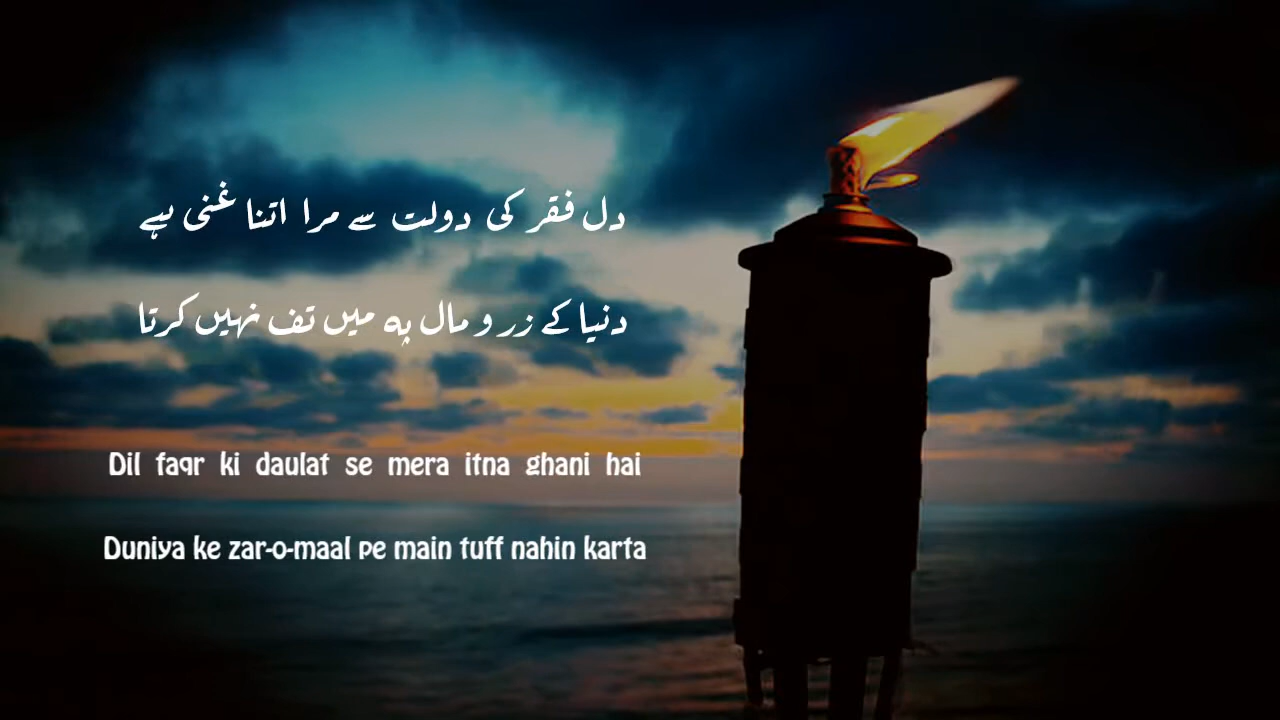 دل فقر کی دولت سے مرا اتنا غنی ہے
دنیا کے زر و مال پہ میں تف نہیں کرتا
Dil faqr ki daulat se mera itna ghani hai
Duniya ke zar-o-maal pe main tuff nahin karta